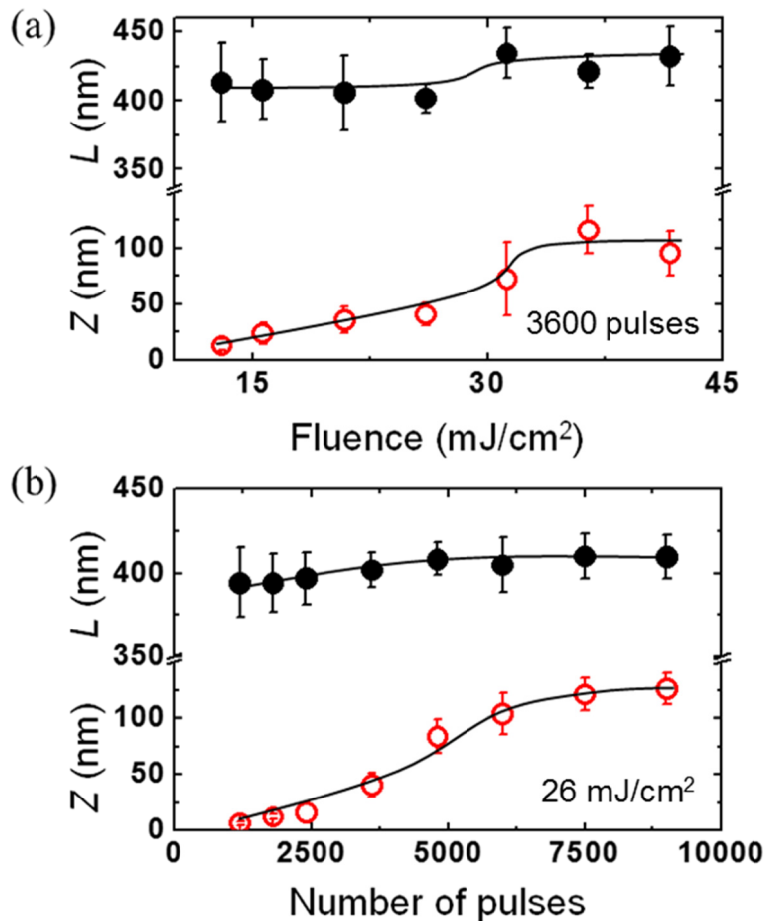 (a)
450
400
350
L (nm)
100
50
0
Z (nm)
3600 pulses
15 30 45
Fluence (mJ/cm²)
(b)
450
400
350
L (nm)
100
50
0
Z (nm)
26 mJ/cm²
0 2500 5000 7500 10000
Number of pulses